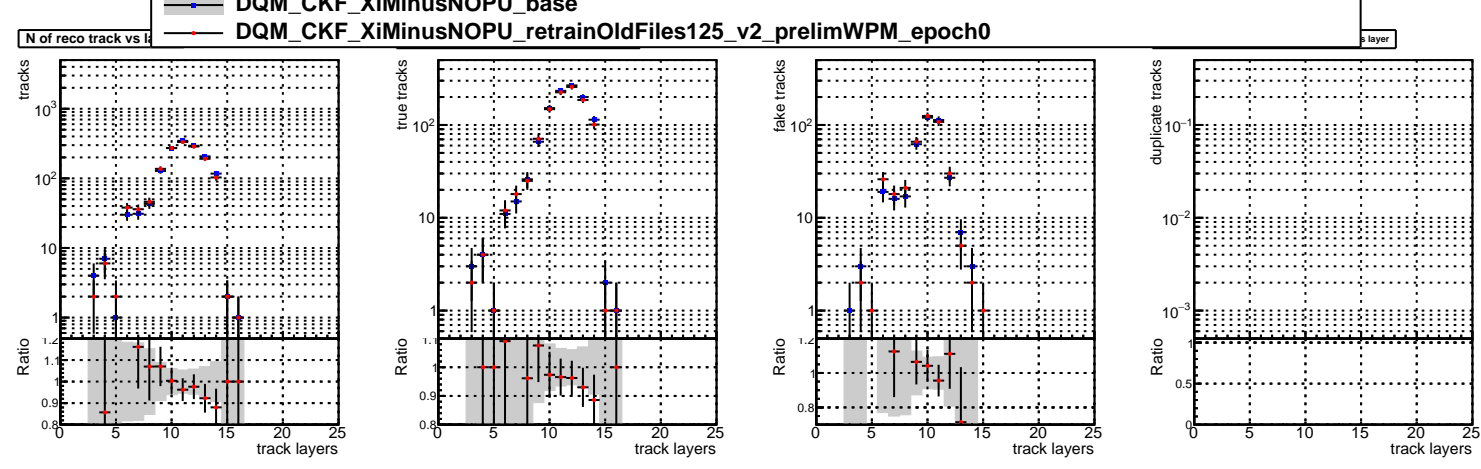 DQM_CKF_XiMinusNOPU_base
DQM_CKF_XiMinusNOPU_retrainOldFiles125_v2_prelimWPM_epoch0
N of reco track vs
layer
tracks
10³
10²
10
1
Ratio
1.2
1.1
1
0.9
0.8
0 5 10 15 20 25
track layers
true tracks
10²
10
1
Ratio
1.1
1
0.9
0.8
0 5 10 15 20 25
track layers
fake tracks
10²
10
1
Ratio
1.2
1
0.8
0 5 10 15 20 25
track layers
duplicate tracks
10⁻¹
10⁻²
10⁻³
Ratio
1
0.5
0
0 5 10 15 20 25
track layers